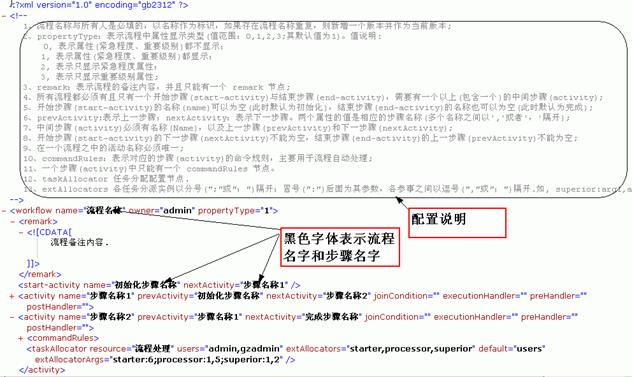 <?xml version="1.0" encoding="gb2312" ?>
- <!--
1、流程名称与所有人是必填的，以名称作为标识，如果存在流程名称重复，则新增一个版本并作为当前版本；
2、propertyType: 表示流程中属性显示类型(值范围：0,1,2,3;其默认值为1)。值说明：
0，表示属性(紧急程度、重要级别)都不显示；
1，表示属性(紧急程度、重要级别)都显示；
2，表示只显示紧急程度属性；
3，表示只显示重要级别属性；
3、remark：表示流程的备注内容，并且只能有一个 remark 节点；
4、所有流程都必须有且只有一个开始步骤(start-activity)与结束步骤(end-activity)，需要有一个以上(包含一个)的中间步骤(activity)；
5、开始步骤(start-activity)的名称(name)可以为空(此时默认为初始化)，结束步骤(end-activity)的名称也可以为空(此时默认为完成)；
6、prevActivity:表示上一步骤；nextActivity：表示下一步骤。两个属性的值是相应的步骤名称(多个名称之间以','或者'，'隔开)；
7、中间步骤(activity)必须有名称(Name)，以及上一步骤(prevActivity)和下一步骤(nextActivity)；
8、开始步骤(start-activity)的下一步骤(nextActivity)不能为空，结束步骤(end-activity)的上一步骤(prevActivity)不能为空；
9、在一个流程之中的活动名称必须唯一；
10、commandRules: 表示对应的步骤(activity)的命令规则，主要用于流程自动处理；
11、一个步骤(activity)中只能有一个 commandRules 节点。
12、taskAllocator 任务分配配置节点.
13、extAllocators 各任务分派实例以分号(";"或"；")隔开；冒号(":")后面为其参数，各参事之间以逗号(","或"，")隔开.如, superior:arg1,a
-->
配置说明
- <workflow name="流程名称" owner="admin" propertyType="1">
- <remark>
- <![CDATA[
流程备注内容.
]]>
</remark>
黑色字体表示流程
名字和步骤名字
<start-activity name="初始化步骤名称" nextActivity="步骤名称1" />
+ <activity name="步骤名称1" prevActivity="初始化步骤名称" nextActivity="步骤名称2" joinCondition="" executionHandler="" preHandler=""
postHandler="">
- <activity name="步骤名称2" prevActivity="步骤名称1" nextActivity="完成步骤名称" joinCondition="" executionHandler="" preHandler=""
postHandler="">
+ <commandRules>
<taskAllocator resource="流程处理" users="admin,gzadmin" extAllocators="starter,processor,superior" default="users"
extAllocatorArgs="starter:6;processor:1,5;superior:1,2" />
</activity>